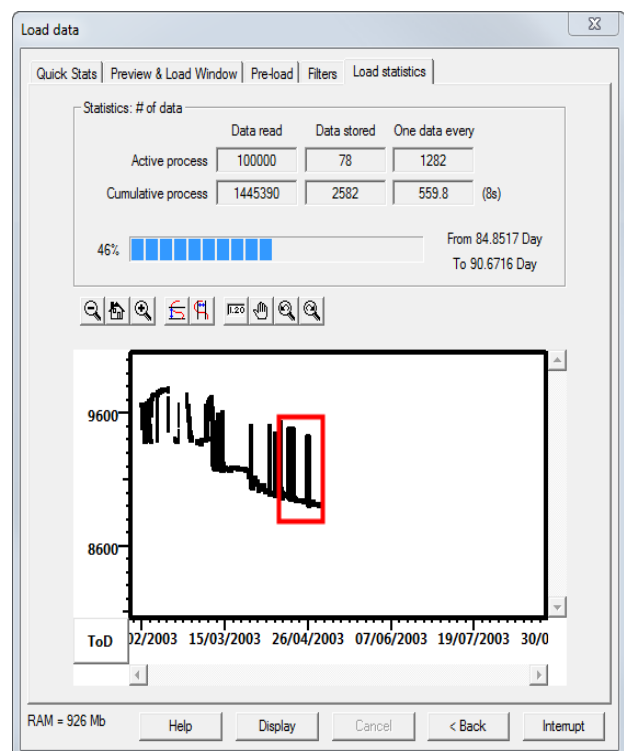 Load data
Quick Stats Preview & Load Window Pre-load Filters Load statistics
Statistics: # of data
Data read Data stored One data every
Active process 100000 78 1282
Cumulative process 1445390 2582 559.8 (8s)
46%
From 84.8517 Day
To 90.6716 Day
1.20
9600
8600
ToD
02/2003 15/03/2003 26/04/2003 07/06/2003 19/07/2003 30/0
RAM = 926 Mb Help Display Cancel < Back Interrupt